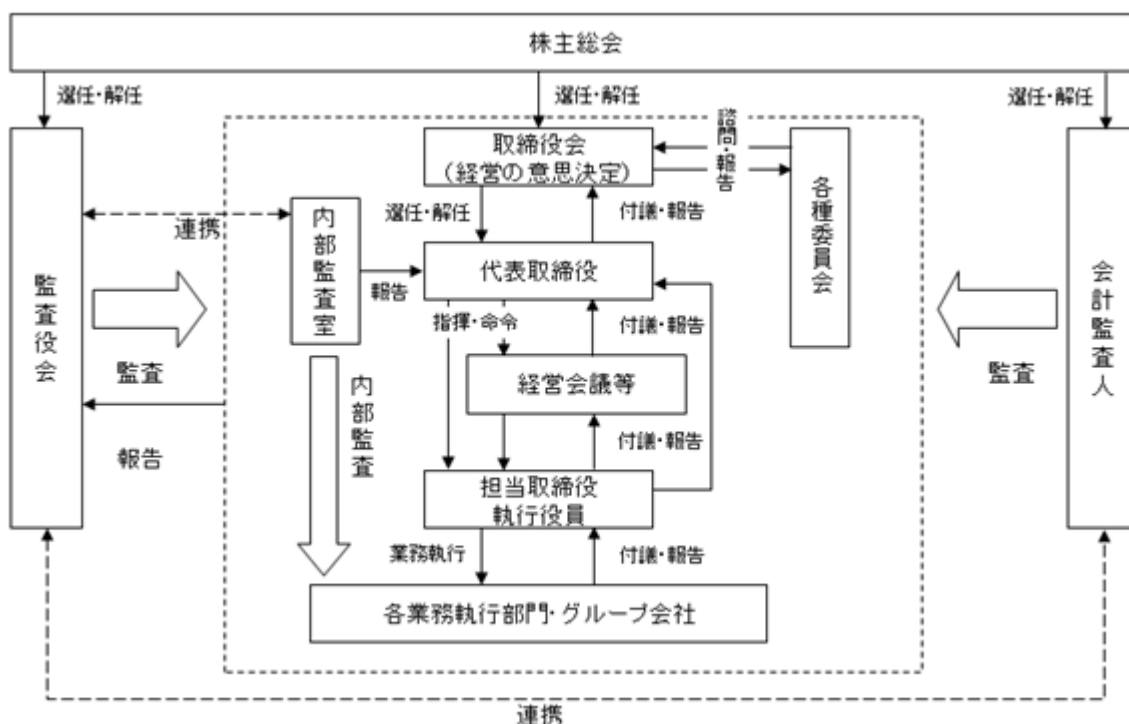 株主総会
選任・解任
選任・解任
選任・解任
取締役会
(経営の意思決定)
諮問・報告
各種委員会
監査役会
連携
内部監査室
選任・解任
付議・報告
代表取締役
報告
会計監査人
監査
指揮・命令
付議・報告
経営会議等
監査
内部監査
報告
付議・報告
担当取締役
執行役員
業務執行
付議・報告
各業務執行部門・グループ会社
連携